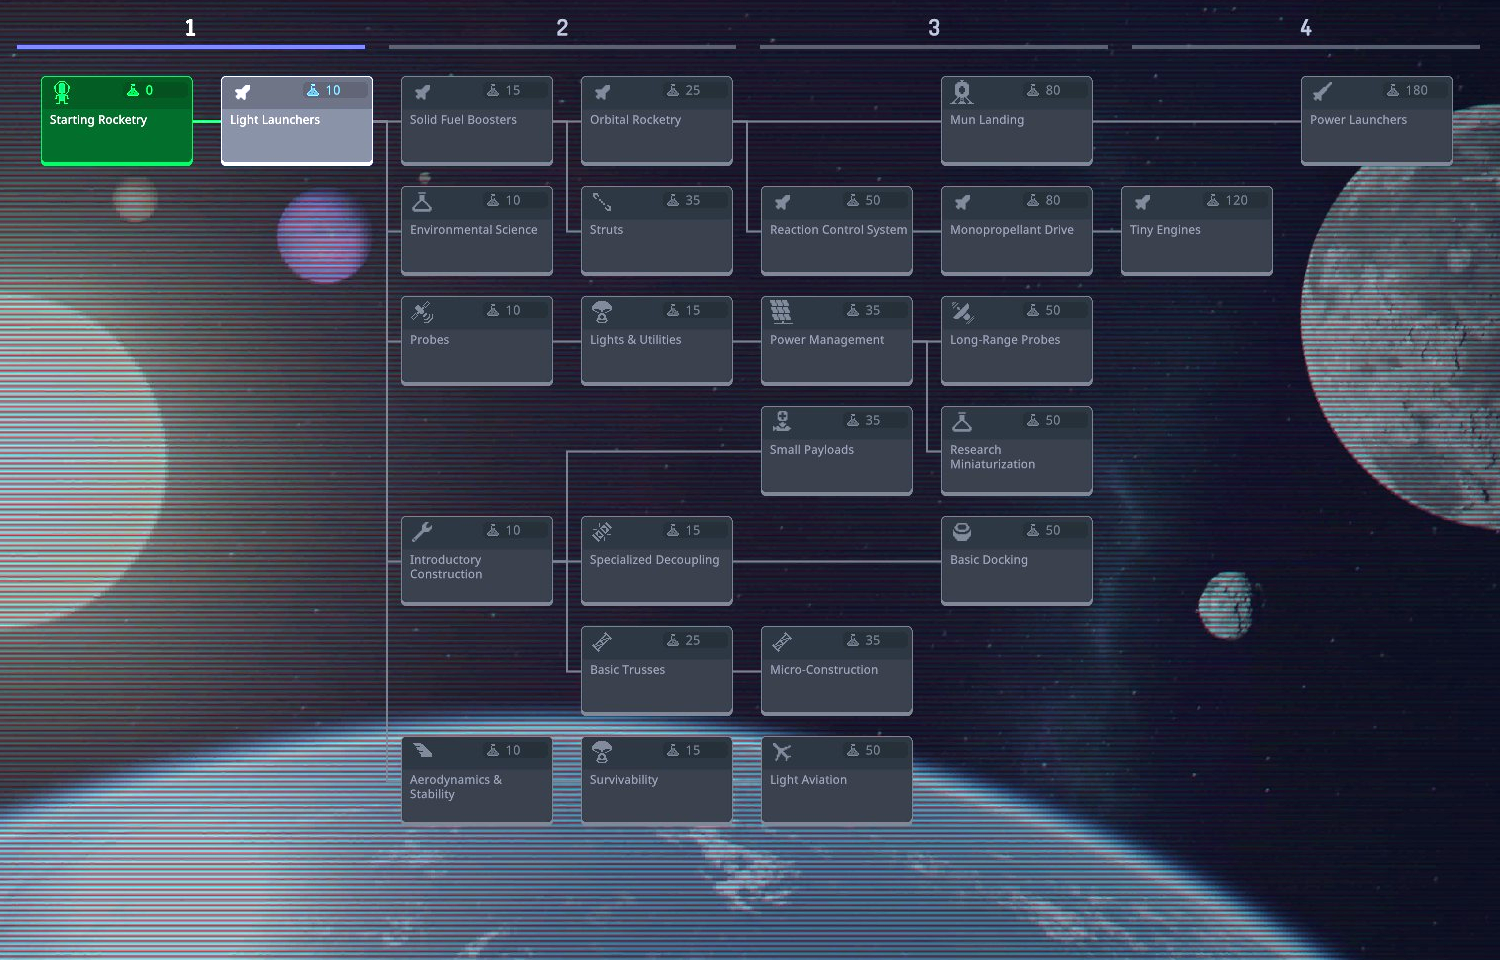 1 2 3 4
0 10 15 25 80 180
Starting Rocketry Light Launchers Solid Fuel Boosters Orbital Rocketry Mun Landing Power Launchers
10 35 50 80 120
Environmental Science Struts Reaction Control System Monopropellant Drive Tiny Engines
10 15 35 50
Probes Lights & Utilities Power Management Long-Range Probes
35 50
Small Payloads Research
Miniaturization
10 15 50
Introductory Specialized Decoupling Basic Docking
Construction
25 35
Basic Trusses Micro-Construction
10 15 50
Aerodynamics & Survivability Light Aviation
Stability